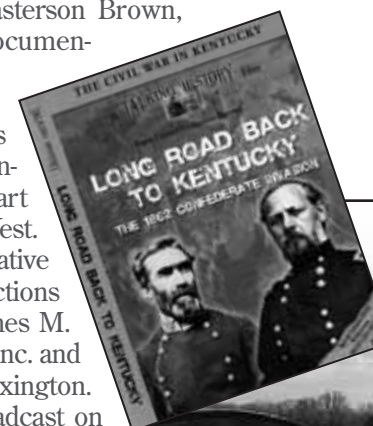 asterson Brown,
ocumen-
s
n-
art
est.
ative
ctions
nes M.
nc. and
xington.
adcast on
THE CIVIL WAR IN KENTUCKY
TALKING HISTORY
LONG ROAD BACK
TO KENTUCKY
THE 1862 CONFEDERATE INVASION
LONG ROAD BACK TO KENTUCKY